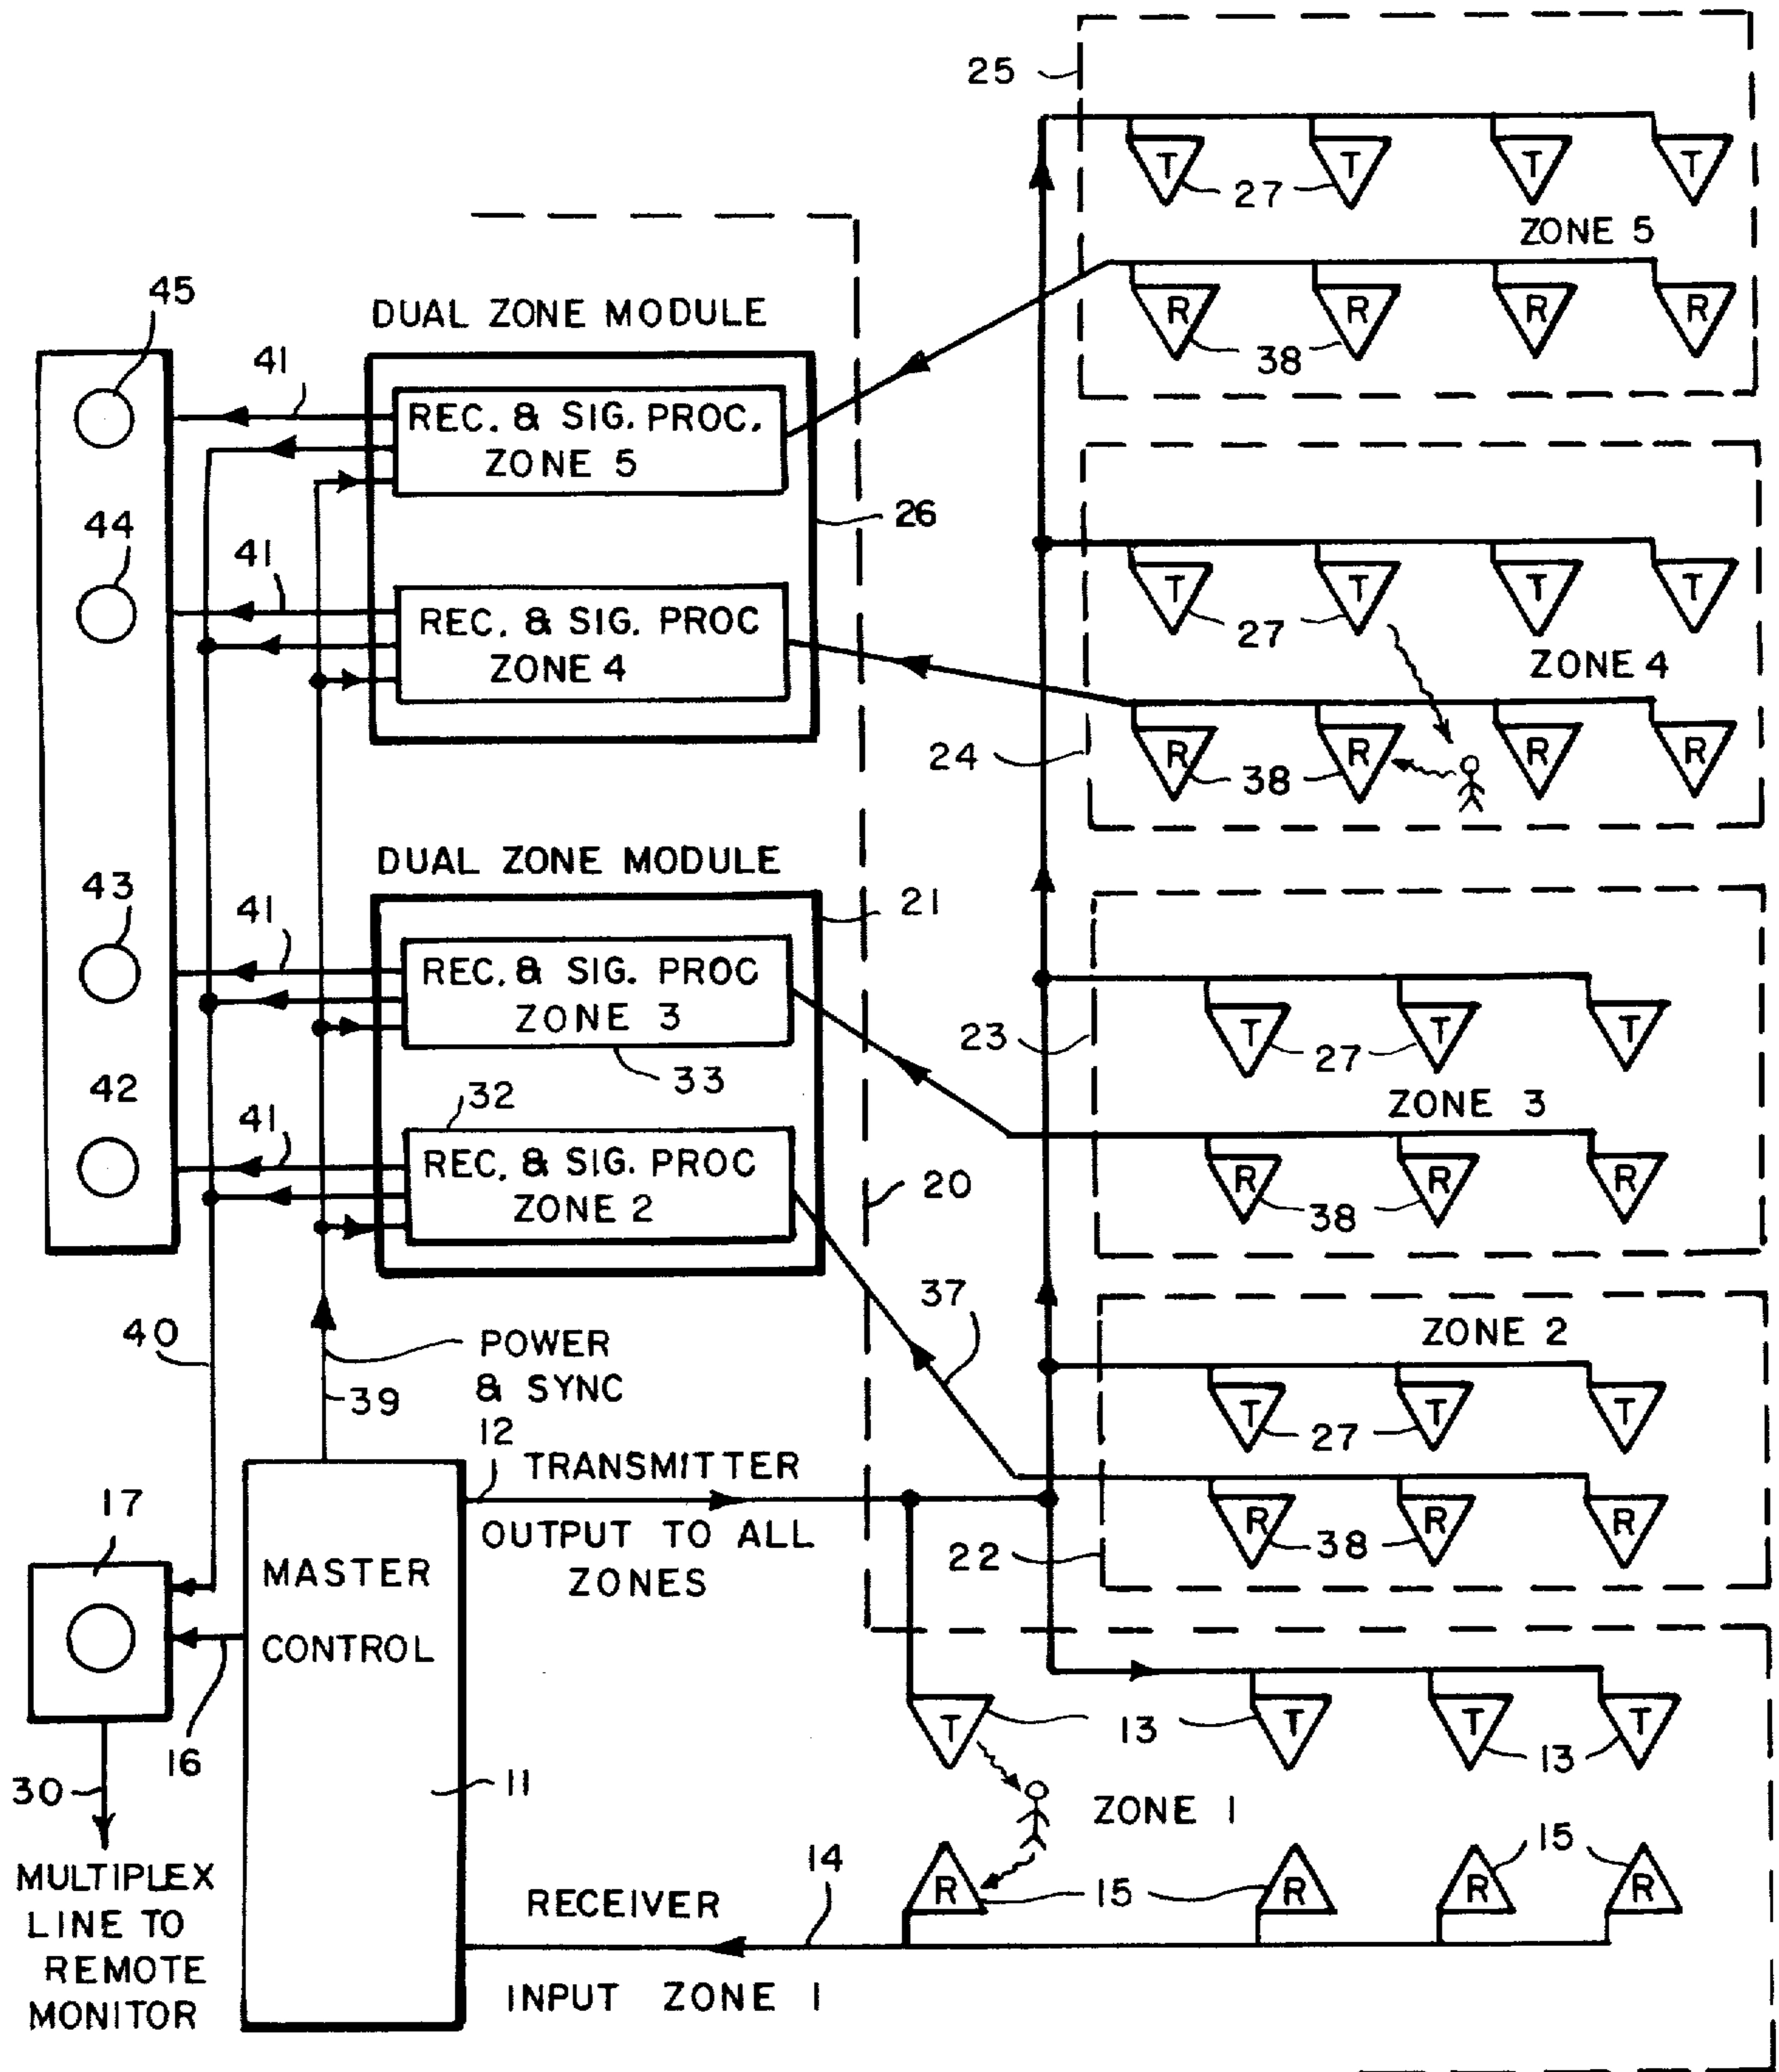 25
T T T T
27
ZONE 5
45
DUAL ZONE MODULE
R R R R
38
41
REC. & SIG. PROC.
ZONE 5
26
44
41
REC. & SIG. PROC
ZONE 4
T T T T
27
ZONE 4
24
R R R R
38
DUAL ZONE MODULE
43
41
21
REC. & SIG. PROC
ZONE 3
33
23
T T T
27
ZONE 3
42
32
41
REC. & SIG. PROC
ZONE 2
20
R R R
38
37
40
POWER
& SYNC
39
ZONE 2
T T T
27
12
TRANSMITTER
OUTPUT TO ALL
ZONES
R R R
38
22
17
MASTER
CONTROL
16
30
11
T T T T
13
13
ZONE 1
MULTIPLEX
LINE TO
REMOTE
MONITOR
RECEIVER
14
INPUT ZONE 1
R R R R
15
15